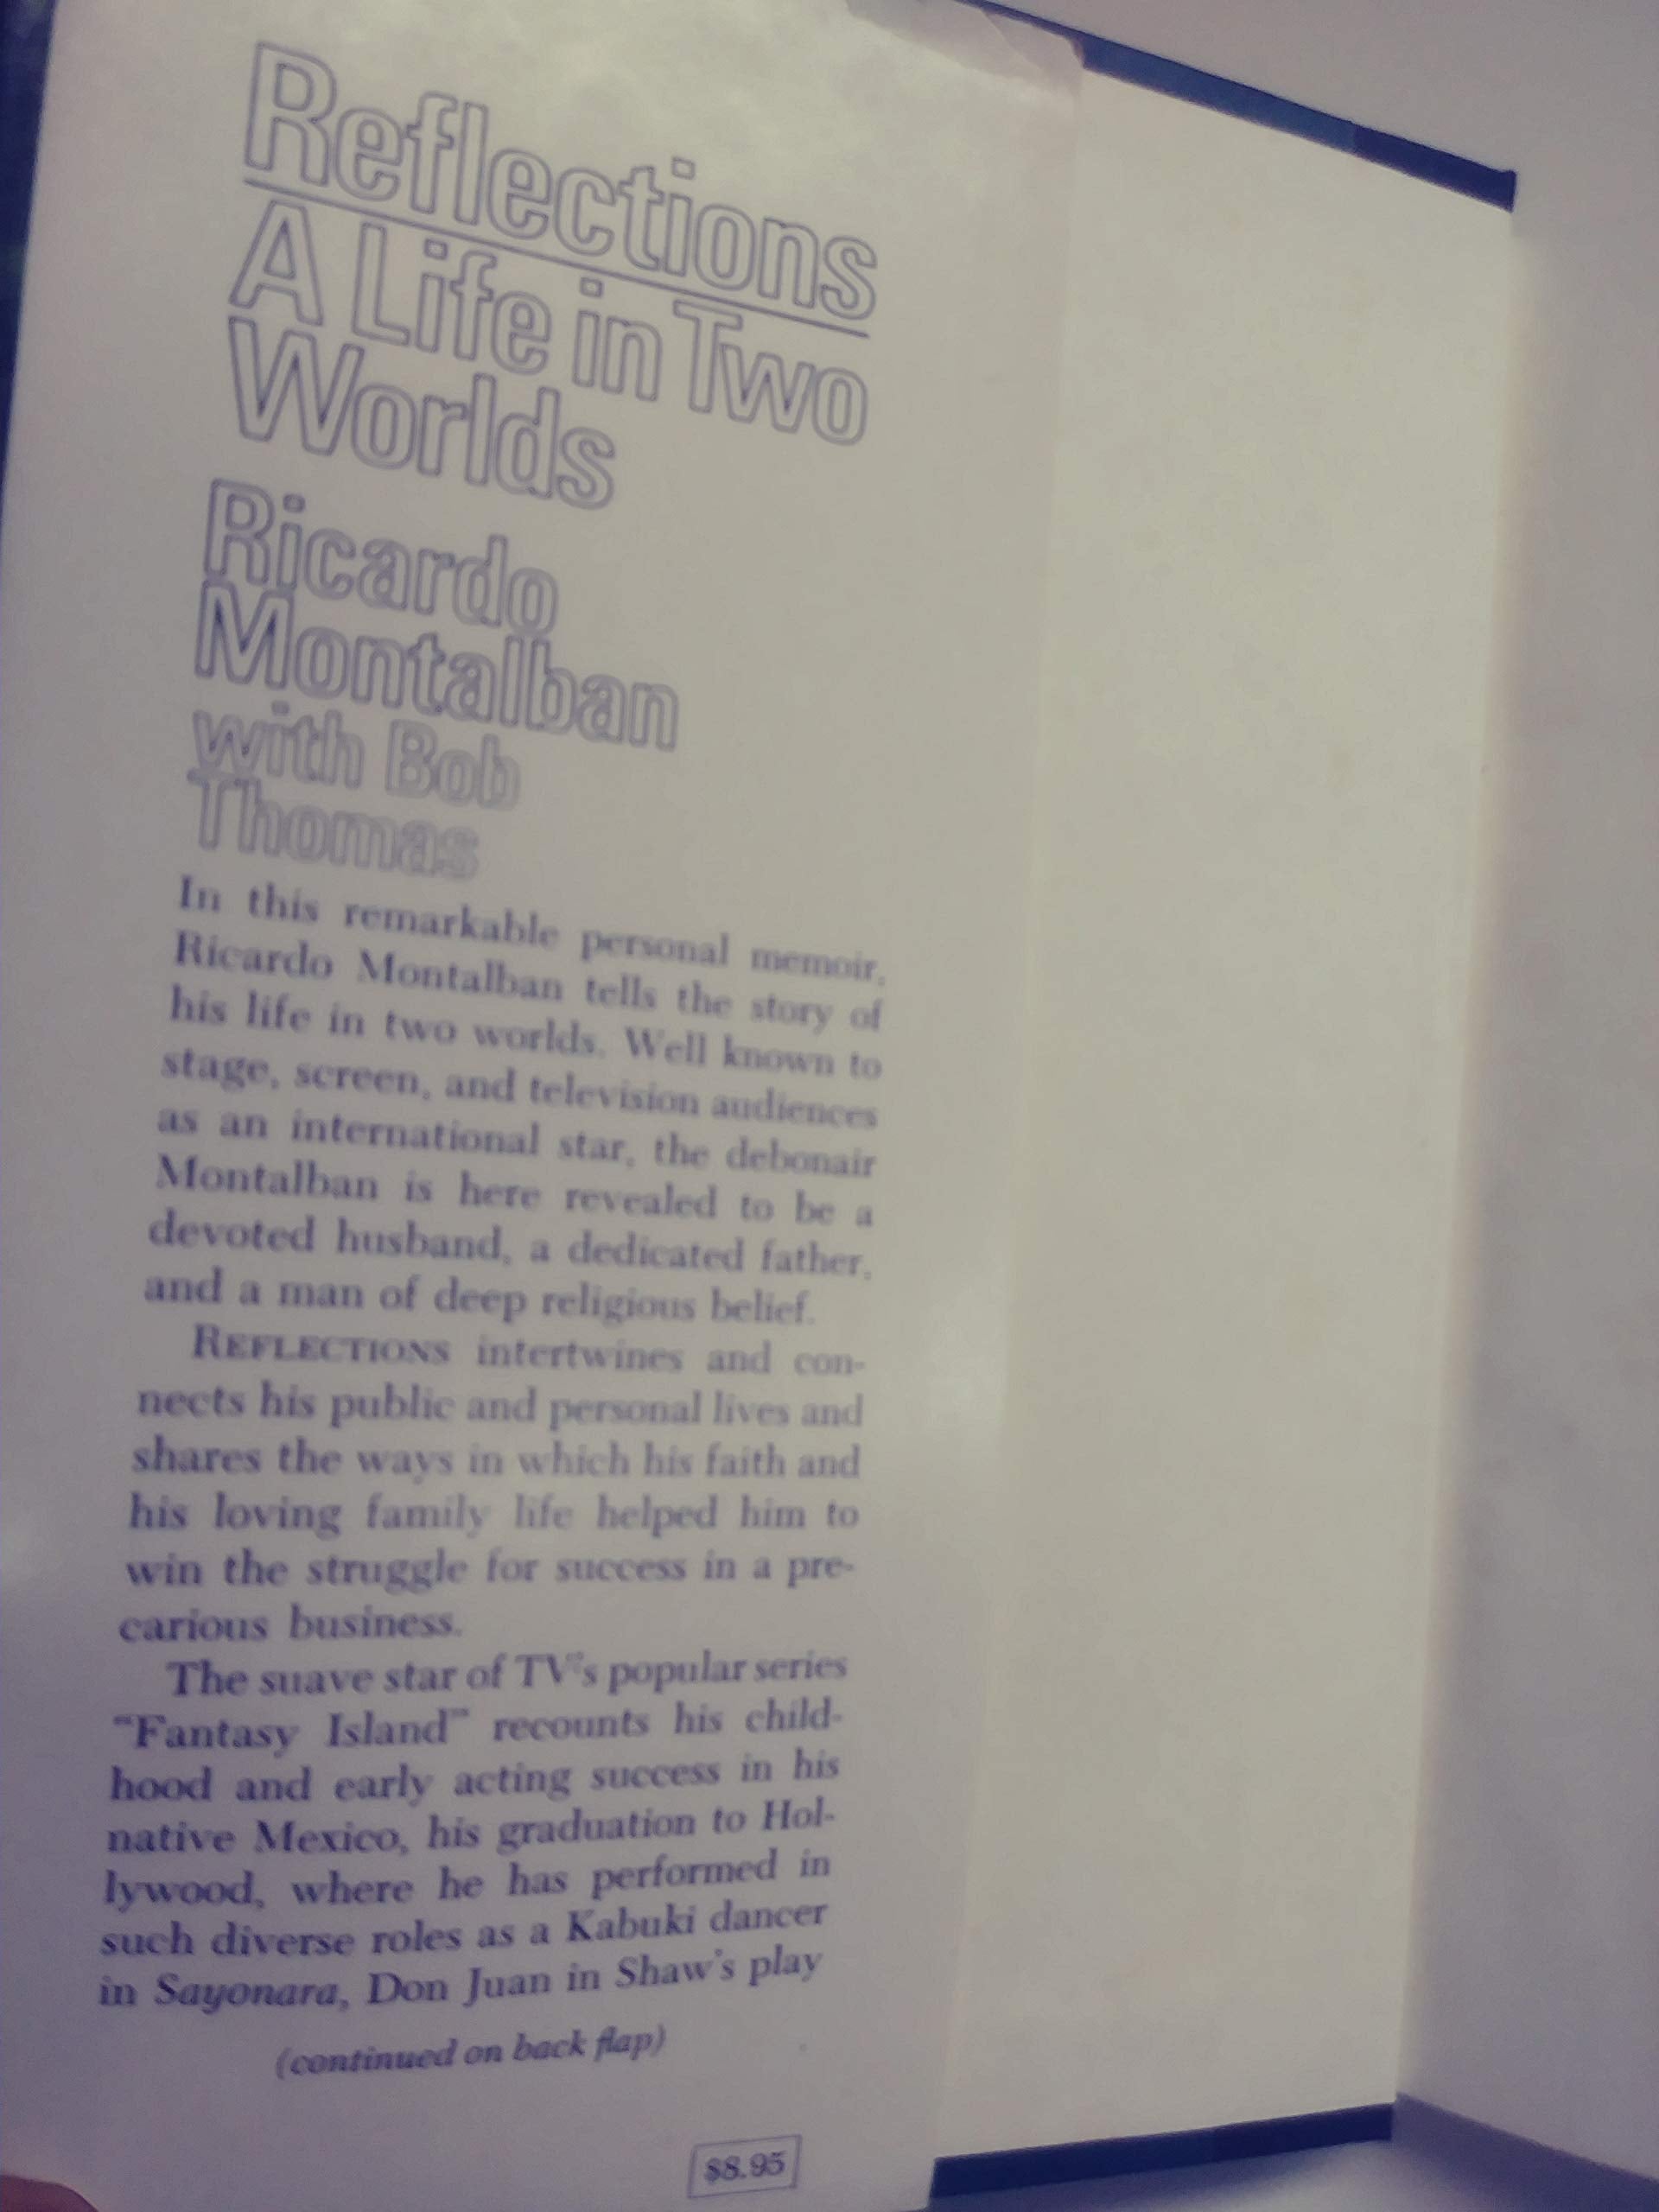 Reflections
A Life in Two
Worlds
Ricardo
Montalban
with Bob
Thomas
In this remarkable personal memoir,
Ricardo Montalban tells the story of
his life in two worlds. Well known to
stage, screen, and television audiences
as an international star, the debonair
Montalban is here revealed to be a
devoted husband, a dedicated father,
and a man of deep religious belief.
REFLECTIONS intertwines and con-
nects his public and personal lives and
shares the ways in which his faith and
his loving family life helped him to
win the struggle for success in a pre-
carious business.
The suave star of TV's popular series
"Fantasy Island" recounts his child-
hood and early acting success in his
native Mexico, his graduation to Hol-
lywood, where he has performed in
such diverse roles as a Kabuki dancer
in Sayonara, Don Juan in Shaw's play
(continued on back flap)
$8.95